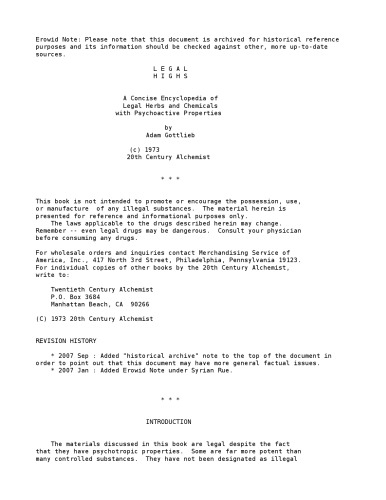 Erowid Note: Please note that this document is archived for historical reference
purposes and its information should be checked against other, more up-to-date
sources.
L E G A L
H I G H S
A Concise Encyclopedia of
Legal Herbs and Chemicals
with Psychoactive Properties
by
Adam Gottlieb
(c) 1973
20th Century Alchemist
* * *
This book is not intended to promote or encourage the possession, use,
or manufacture of any illegal substances. The material herein is
presented for reference and informational purposes only.
The laws applicable to the drugs described herein may change.
Remember -- even legal drugs may be dangerous. Consult your physician
before consuming any drugs.
For wholesale orders and inquiries contact Merchandising Service of
America, Inc., 417 North 3rd Street, Philadelphia, Pennsylvania 19123.
For individual copies of other books by the 20th Century Alchemist,
write to:
Twentieth Century Alchemist
P.O. Box 3684
Manhattan Beach, CA 90266
(C) 1973 20th Century Alchemist
REVISION HISTORY
* 2007 Sep : Added "historical archive" note to the top of the document in
order to point out that this document may have more general factual issues.
* 2007 Jan : Added Erowid Note under Syrian Rue.
* * *
INTRODUCTION
The materials discussed in this book are legal despite the fact
that they have psychotropic properties. Some are far more potent than
many controlled substances. They have not been designated as illegal